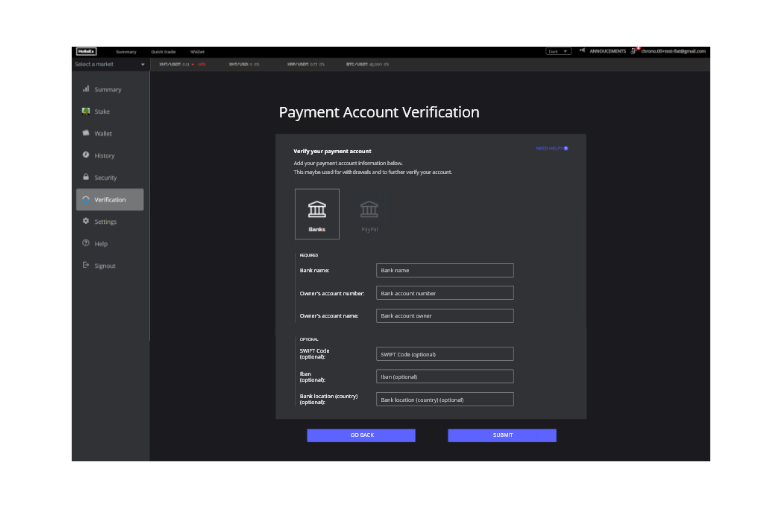 HollaEx Summary Quick trade Wallet
Dark ANNOUCEMENTS
Select a market
Summary
Stake
Wallet
History
Security
Verification
Settings
Help
Signout
Payment Account Verification
Verify your payment account
Add your payment account information below.
This maybe used for withdrawals and to further verify your account.
Banks PayPal
REQUIRED
Bank name: Bank name
Owner's account number: Bank account number
Owner's account name: Bank account owner
OPTIONAL
SWIFT Code
(optional): SWIFT Code (optional)
Iban
(optional): Iban (optional)
Bank location (country)
(optional): Bank location (country) (optional)
GO BACK SUBMIT